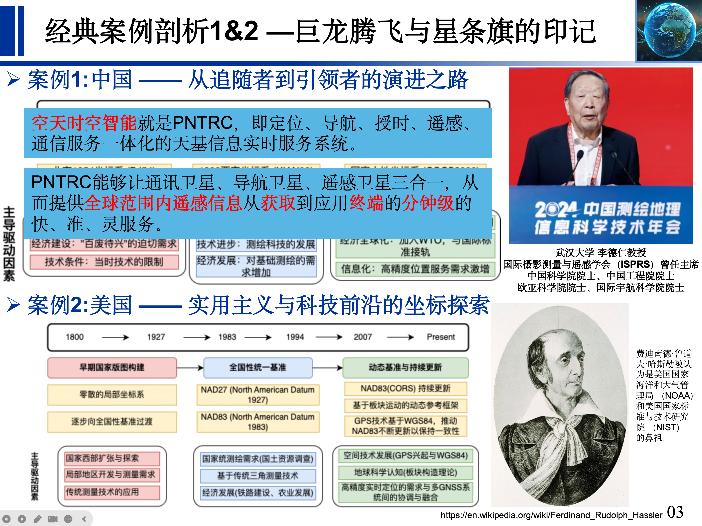 经典案例剖析1&2 —巨龙腾飞与星条旗的印记
案例1:中国 —— 从追随者到引领者的演进之路
空天时空智能就是PNTRC，即定位、导航、授时、遥感、
通信服务一体化的天基信息实时服务系统。
PNTRC能够让通讯卫星、导航卫星、遥感卫星三合一，从
而提供全球范围内遥感信息从获取到应用终端的分钟级的
快、准、灵服务。
主导驱动因素
经济建设："百废待兴"的迫切需求
技术条件：当时技术的限制
技术进步：测绘科技的发展
经济发展：对基础测绘的需
求增加
经济全球化：加入WTO，与国际标
准接轨
信息化：高精度位置服务需求激增
2024中国测绘地理
信息科学技术年会
武汉大学 李德仁教授
国际摄影测量与遥感学会（ISPRS）曾任主席
中国科学院院士、中国工程院院士
欧亚科学院院士、国际宇航科学院院士
案例2:美国 —— 实用主义与科技前沿的坐标探索
1800 1927 1983 1994 2007 Present
早期国家版图构建
全国性统一基准
动态基准与持续更新
零散的局部坐标系
逐步向全国性基准过渡
NAD27 (North American Datum
1927)
NAD83 (North American Datum
1983)
NAD83(CORS) 持续更新
基于板块运动的动态参考框架
GPS技术基于WGS84，推动
NAD83不断更新以保持一致性
主导驱动因素
国家西部扩张与探索
局部地区开发与测量需求
传统测量技术的应用
国家统测需求(国土资源调查)
基于传统三角测量技术
经济发展(铁路建设、农业发展)
空间技术发展(GPS兴起与WGS84)
地球科学认知(板块构造理论)
高精度实时定位的需求与多GNSS系
统间的协调与融合
费迪南德·鲁道
夫·哈斯勒被认
为是美国国家
海洋和大气管
理局 （NOAA）
和美国国家标
准与技术研究
院 （NIST）
的鼻祖
https://en.wikipedia.org/wiki/Ferdinand_Rudolph_Hassler
03